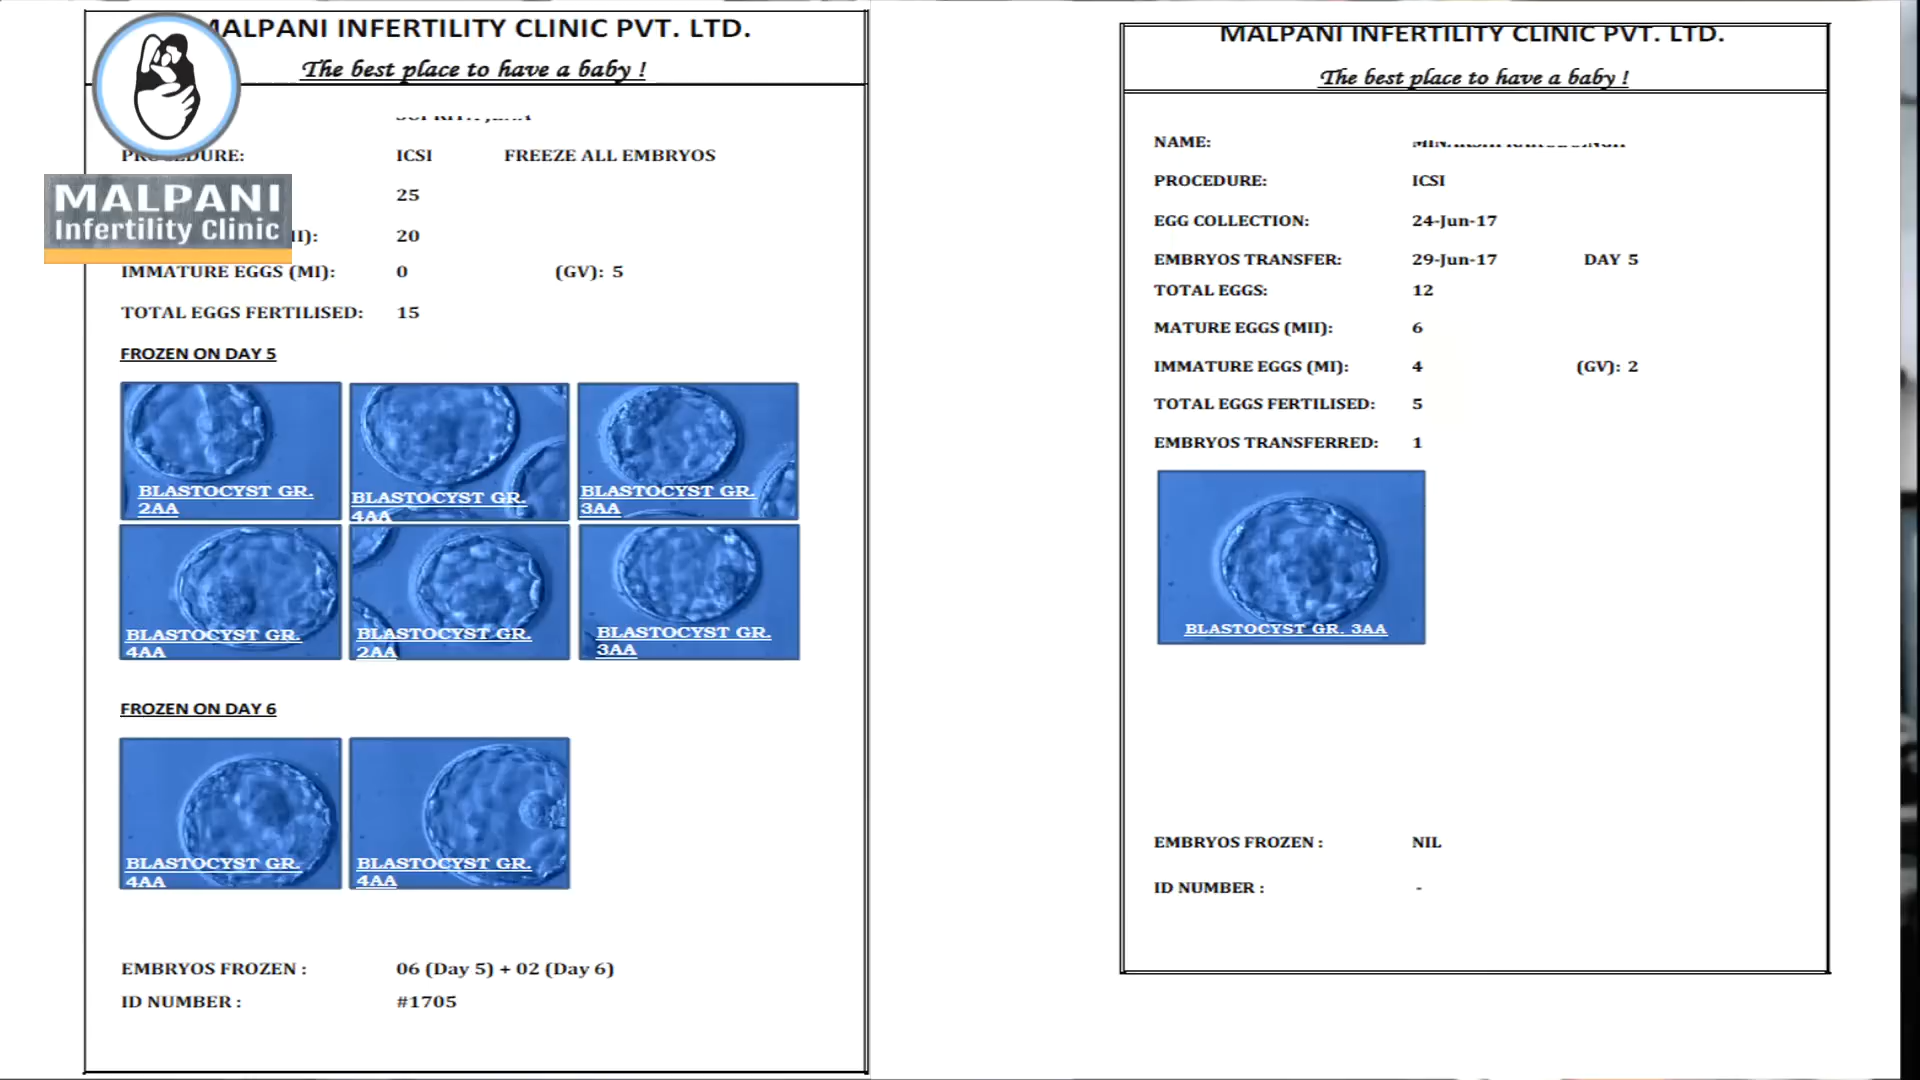 MALPANI INFERTILITY CLINIC PVT. LTD.
The best place to have a baby !
PROCEDURE: ICSI FREEZE ALL EMBRYOS
MALPANI
Infertility Clinic
25
II): 20
IMMATURE EGGS (MI): 0 (GV): 5
TOTAL EGGS FERTILISED: 15
FROZEN ON DAY 5
BLASTOCYST GR. 2AA
BLASTOCYST GR. 4AA
BLASTOCYST GR. 3AA
BLASTOCYST GR. 4AA
BLASTOCYST GR. 2AA
BLASTOCYST GR. 3AA
FROZEN ON DAY 6
BLASTOCYST GR. 4AA
BLASTOCYST GR. 4AA
EMBRYOS FROZEN : 06 (Day 5) + 02 (Day 6)
ID NUMBER : #1705
MALPANI INFERTILITY CLINIC PVT. LTD.
The best place to have a baby !
NAME:
PROCEDURE: ICSI
EGG COLLECTION: 24-Jun-17
EMBRYOS TRANSFER: 29-Jun-17 DAY 5
TOTAL EGGS: 12
MATURE EGGS (MII): 6
IMMATURE EGGS (MI): 4 (GV): 2
TOTAL EGGS FERTILISED: 5
EMBRYOS TRANSFERRED: 1
BLASTOCYST GR. 3AA
EMBRYOS FROZEN : NIL
ID NUMBER : -